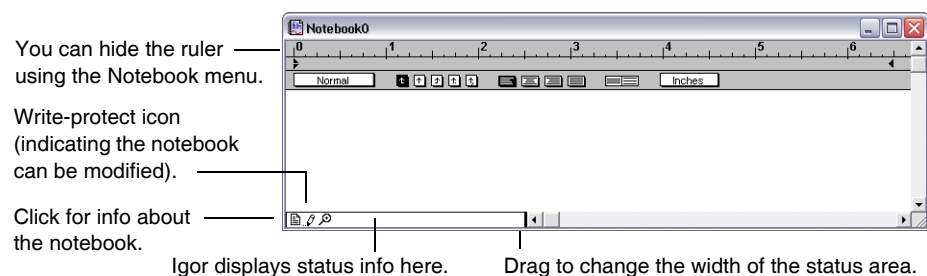 Notebook0
You can hide the ruler
using the Notebook menu.
0 1 2 3 4 5 6
Normal Inches
Write-protect icon
(indicating the notebook
can be modified).
Click for info about
the notebook.
Igor displays status info here.
Drag to change the width of the status area.